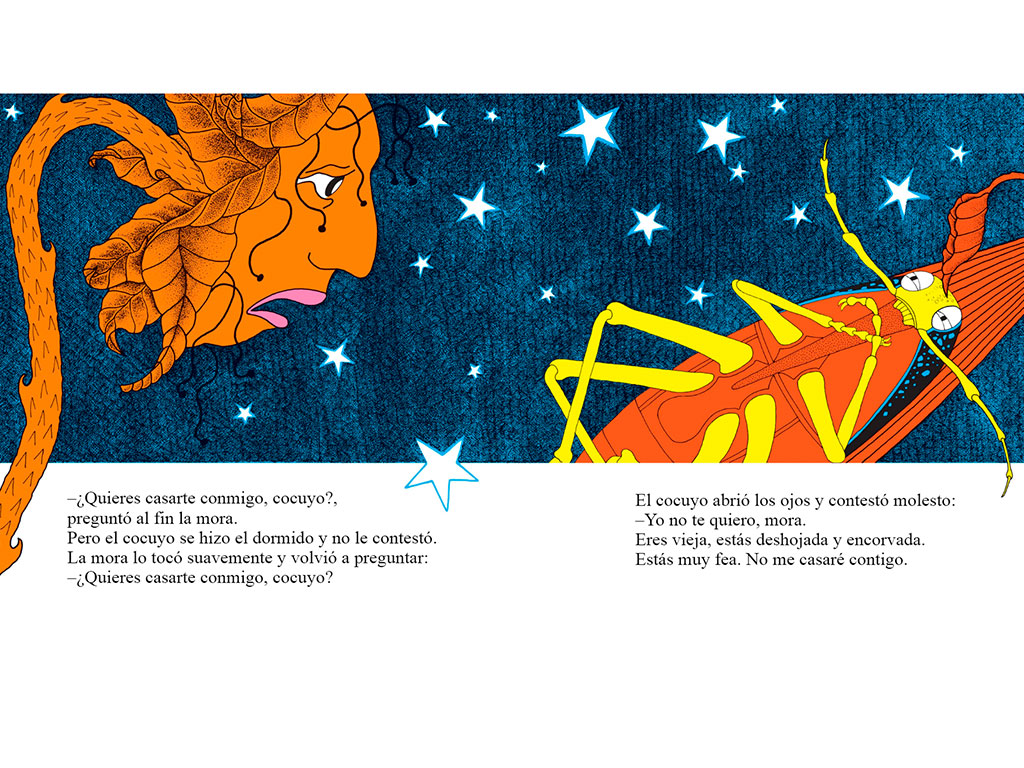 –¿Quieres casarte conmigo, cocuyo?,
preguntó al fin la mora.
Pero el cocuyo se hizo el dormido y no le contestó.
La mora lo tocó suavemente y volvió a preguntar:
–¿Quieres casarte conmigo, cocuyo?
El cocuyo abrió los ojos y contestó molesto:
–Yo no te quiero, mora.
Eres vieja, estás deshojada y encorvada.
Estás muy fea. No me casaré contigo.